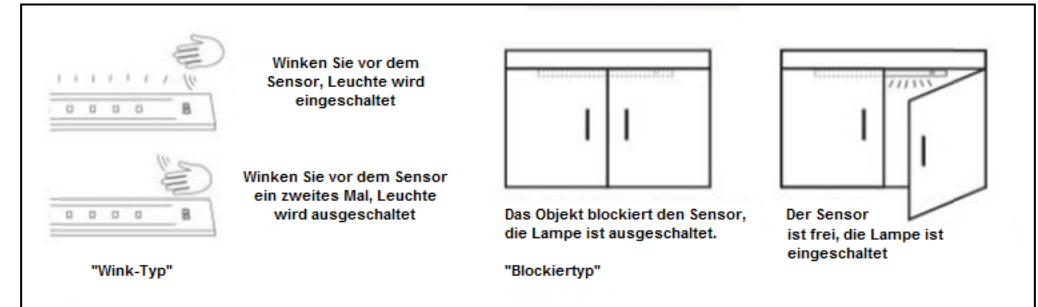 Winken Sie vor dem
Sensor, Leuchte wird
eingeschaltet
Winken Sie vor dem Sensor
ein zweites Mal, Leuchte
wird ausgeschaltet
"Wink-Typ"
Das Objekt blockiert den Sensor,
die Lampe ist ausgeschaltet.
"Blockiertyp"
Der Sensor
ist frei, die Lampe ist
eingeschaltet